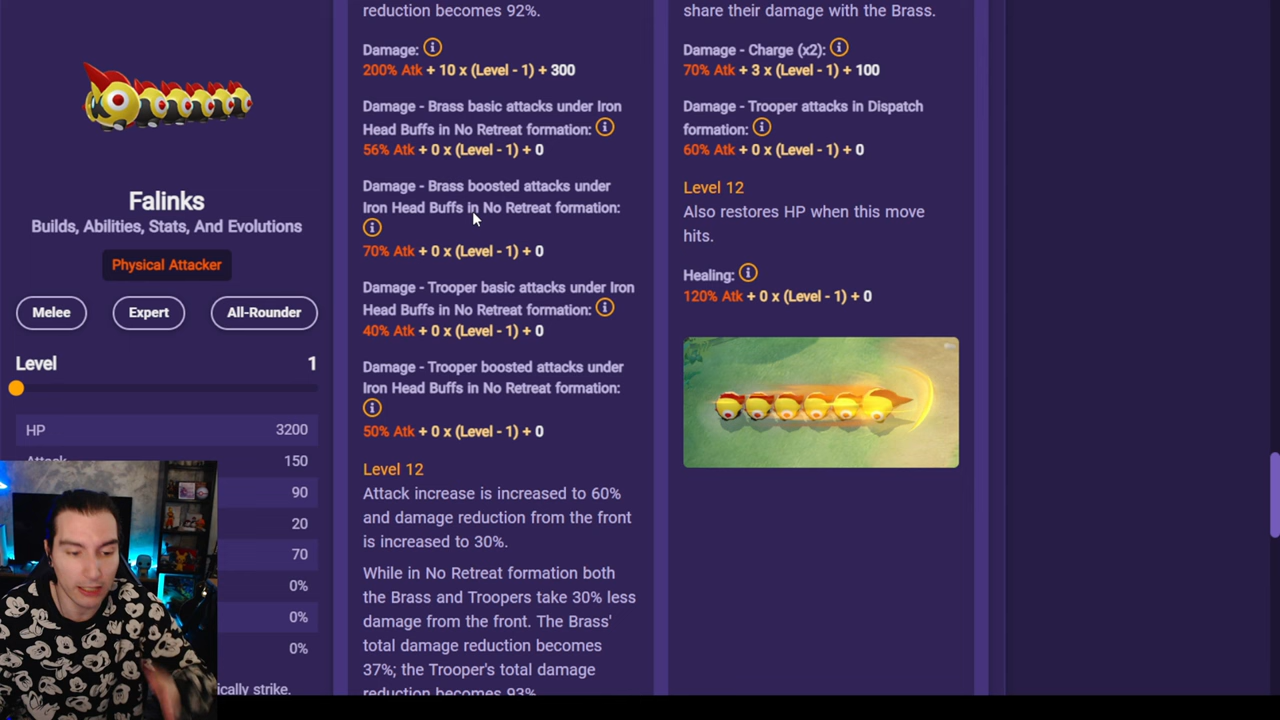 Falinks
Builds, Abilities, Stats, And Evolutions
Physical Attacker
Melee
Expert
All-Rounder
Level 1
HP 3200
Attack 150
90
20
70
0%
0%
0%
ically strike.
reduction becomes 92%.
Damage:
200% Atk + 10 x (Level - 1) + 300
Damage - Brass basic attacks under Iron
Head Buffs in No Retreat formation:
56% Atk + 0 x (Level - 1) + 0
Damage - Brass boosted attacks under
Iron Head Buffs in No Retreat formation:
70% Atk + 0 x (Level - 1) + 0
Damage - Trooper basic attacks under Iron
Head Buffs in No Retreat formation:
40% Atk + 0 x (Level - 1) + 0
Damage - Trooper boosted attacks under
Iron Head Buffs in No Retreat formation:
50% Atk + 0 x (Level - 1) + 0
Level 12
Attack increase is increased to 60%
and damage reduction from the front
is increased to 30%.
While in No Retreat formation both
the Brass and Troopers take 30% less
damage from the front. The Brass'
total damage reduction becomes
37%; the Trooper's total damage
reduction becomes 93%
share their damage with the Brass.
Damage - Charge (x2):
70% Atk + 3 x (Level - 1) + 100
Damage - Trooper attacks in Dispatch
formation:
60% Atk + 0 x (Level - 1) + 0
Level 12
Also restores HP when this move
hits.
Healing:
120% Atk + 0 x (Level - 1) + 0